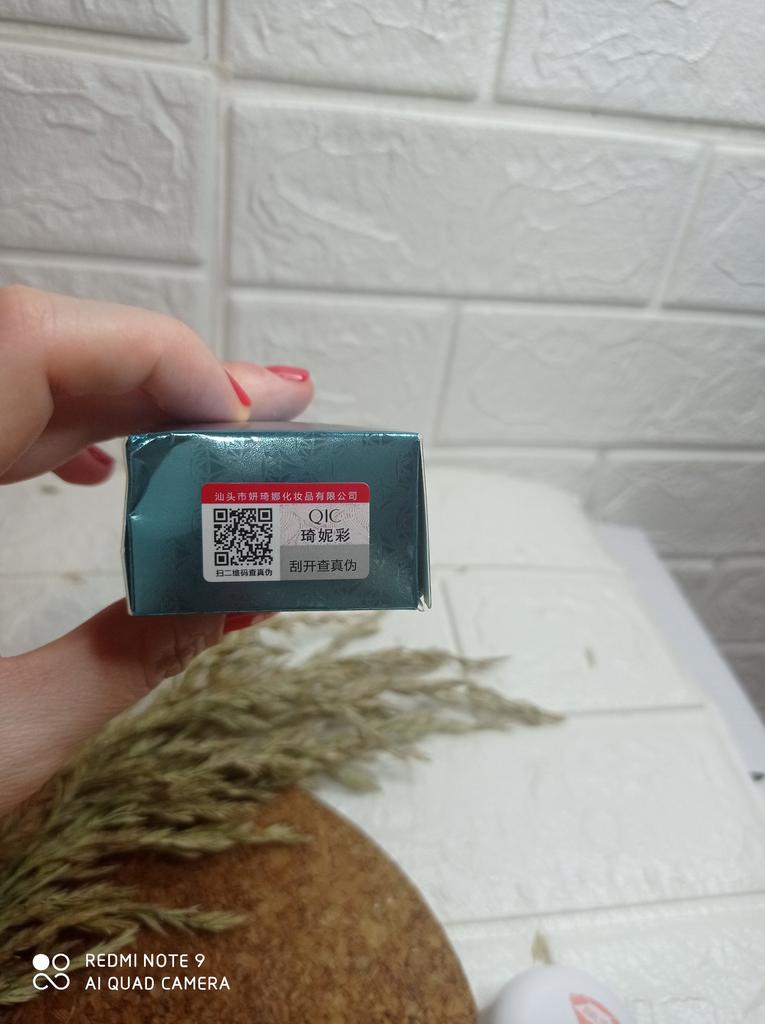 汕头市妍琦娜化妆品有限公司
QIC
琦妮彩
刮开查真伪
扫二维码查真伪
REDMI NOTE 9
AI QUAD CAMERA